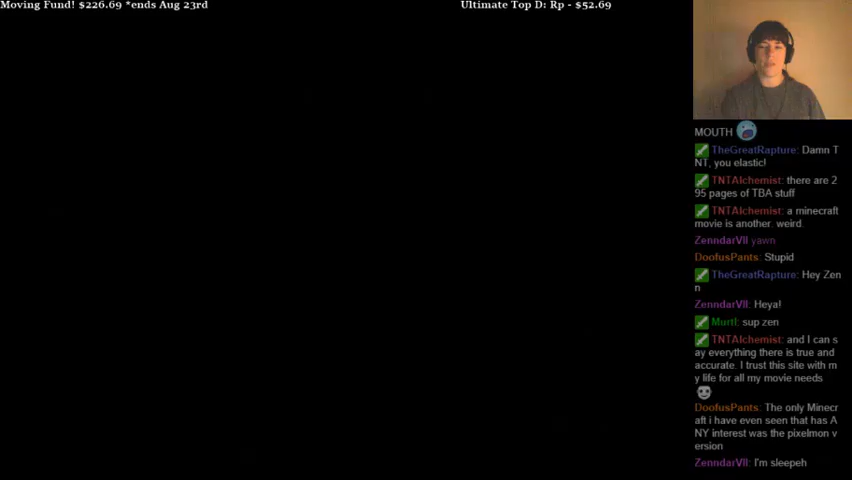 Moving Fund! $226.69 *ends Aug 23rd
Ultimate Top D: Rp - $52.69
MOUTH
TheGreatRapture: Damn T
NT, you elastic!
TNTAlchemist: there are 2
95 pages of TBA stuff
TNTAlchemist: a minecraft
movie is another. weird.
ZenndarVII yawn
DoofusPants: Stupid
TheGreatRapture: Hey Zen
n
ZenndarVII: Heya!
Murtl: sup zen
TNTAlchemist: and I can s
ay everything there is true and
accurate. I trust this site with m
y life for all my movie needs
DoofusPants: The only Minecr
aft i have even seen that has A
NY interest was the pixelmon v
ersion
ZenndarVII: I'm sleepeh